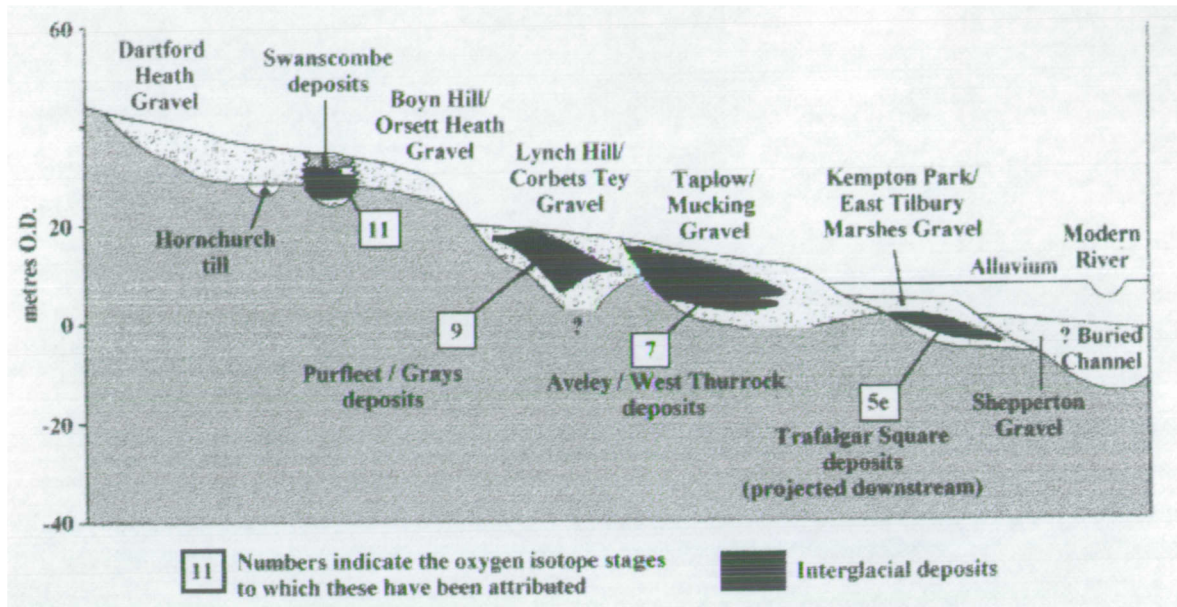 60
20
0
-20
-40
metres O.D.
Dartford
Heath
Gravel
Swanscombe
deposits
Boyn Hill/
Orsett Heath
Gravel
Lynch Hill/
Corbets Tey
Gravel
Taplow/
Mucking
Gravel
Kempton Park/
East Tilbury
Marshes Gravel
Alluvium
Modern
River
Hornchurch
till
11
9
?
Purfleet / Grays
deposits
7
Aveley / West Thurrock
deposits
5e
Trafalgar Square
deposits
(projected downstream)
? Buried
Channel
Shepperton
Gravel
11
Numbers indicate the oxygen isotope stages
to which these have been attributed
Interglacial deposits